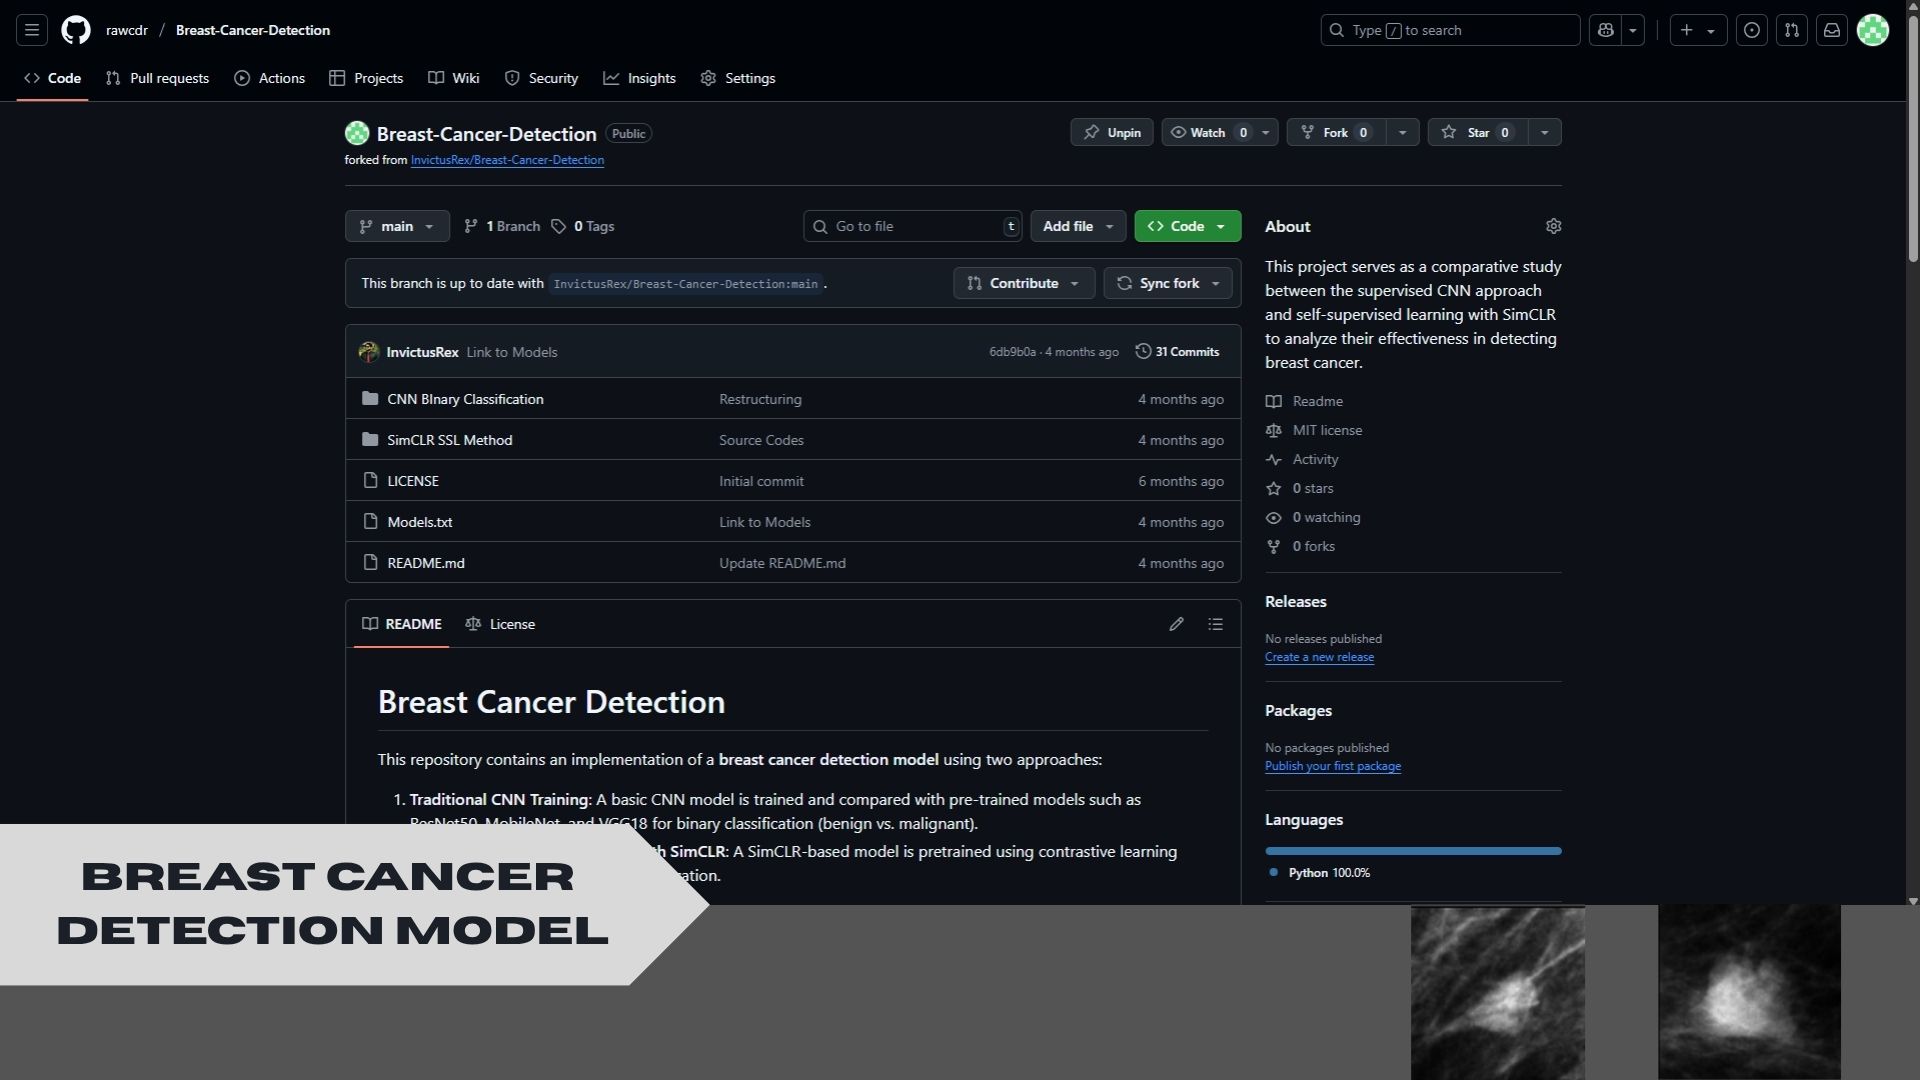 rawcdr / Breast-Cancer-Detection
Type / to search
Code Pull requests Actions Projects Wiki Security Insights Settings
Breast-Cancer-Detection Public
Unpin Watch 0 Fork 0 Star 0
forked from InvictusRex/Breast-Cancer-Detection
main 1 Branch 0 Tags Go to file t Add file Code
This branch is up to date with InvictusRex/Breast-Cancer-Detection:main . Contribute Sync fork
InvictusRex Link to Models 6db9b0a · 4 months ago 31 Commits
CNN BInary Classification Restructuring 4 months ago
SimCLR SSL Method Source Codes 4 months ago
LICENSE Initial commit 6 months ago
Models.txt Link to Models 4 months ago
README.md Update README.md 4 months ago
README License
Breast Cancer Detection
This repository contains an implementation of a breast cancer detection model using two approaches:
1. Traditional CNN Training: A basic CNN model is trained and compared with pre-trained models such as
ResNet50, MobileNet, and VGG18 for binary classification (benign vs. malignant).
SimCLR: A SimCLR-based model is pretrained using contrastive learning
About
This project serves as a comparative study
between the supervised CNN approach
and self-supervised learning with SimCLR
to analyze their effectiveness in detecting
breast cancer.
Readme
MIT license
Activity
0 stars
0 watching
0 forks
Releases
No releases published
Create a new release
Packages
No packages published
Publish your first package
Languages
Python 100.0%
BREAST CANCER
DETECTION MODEL